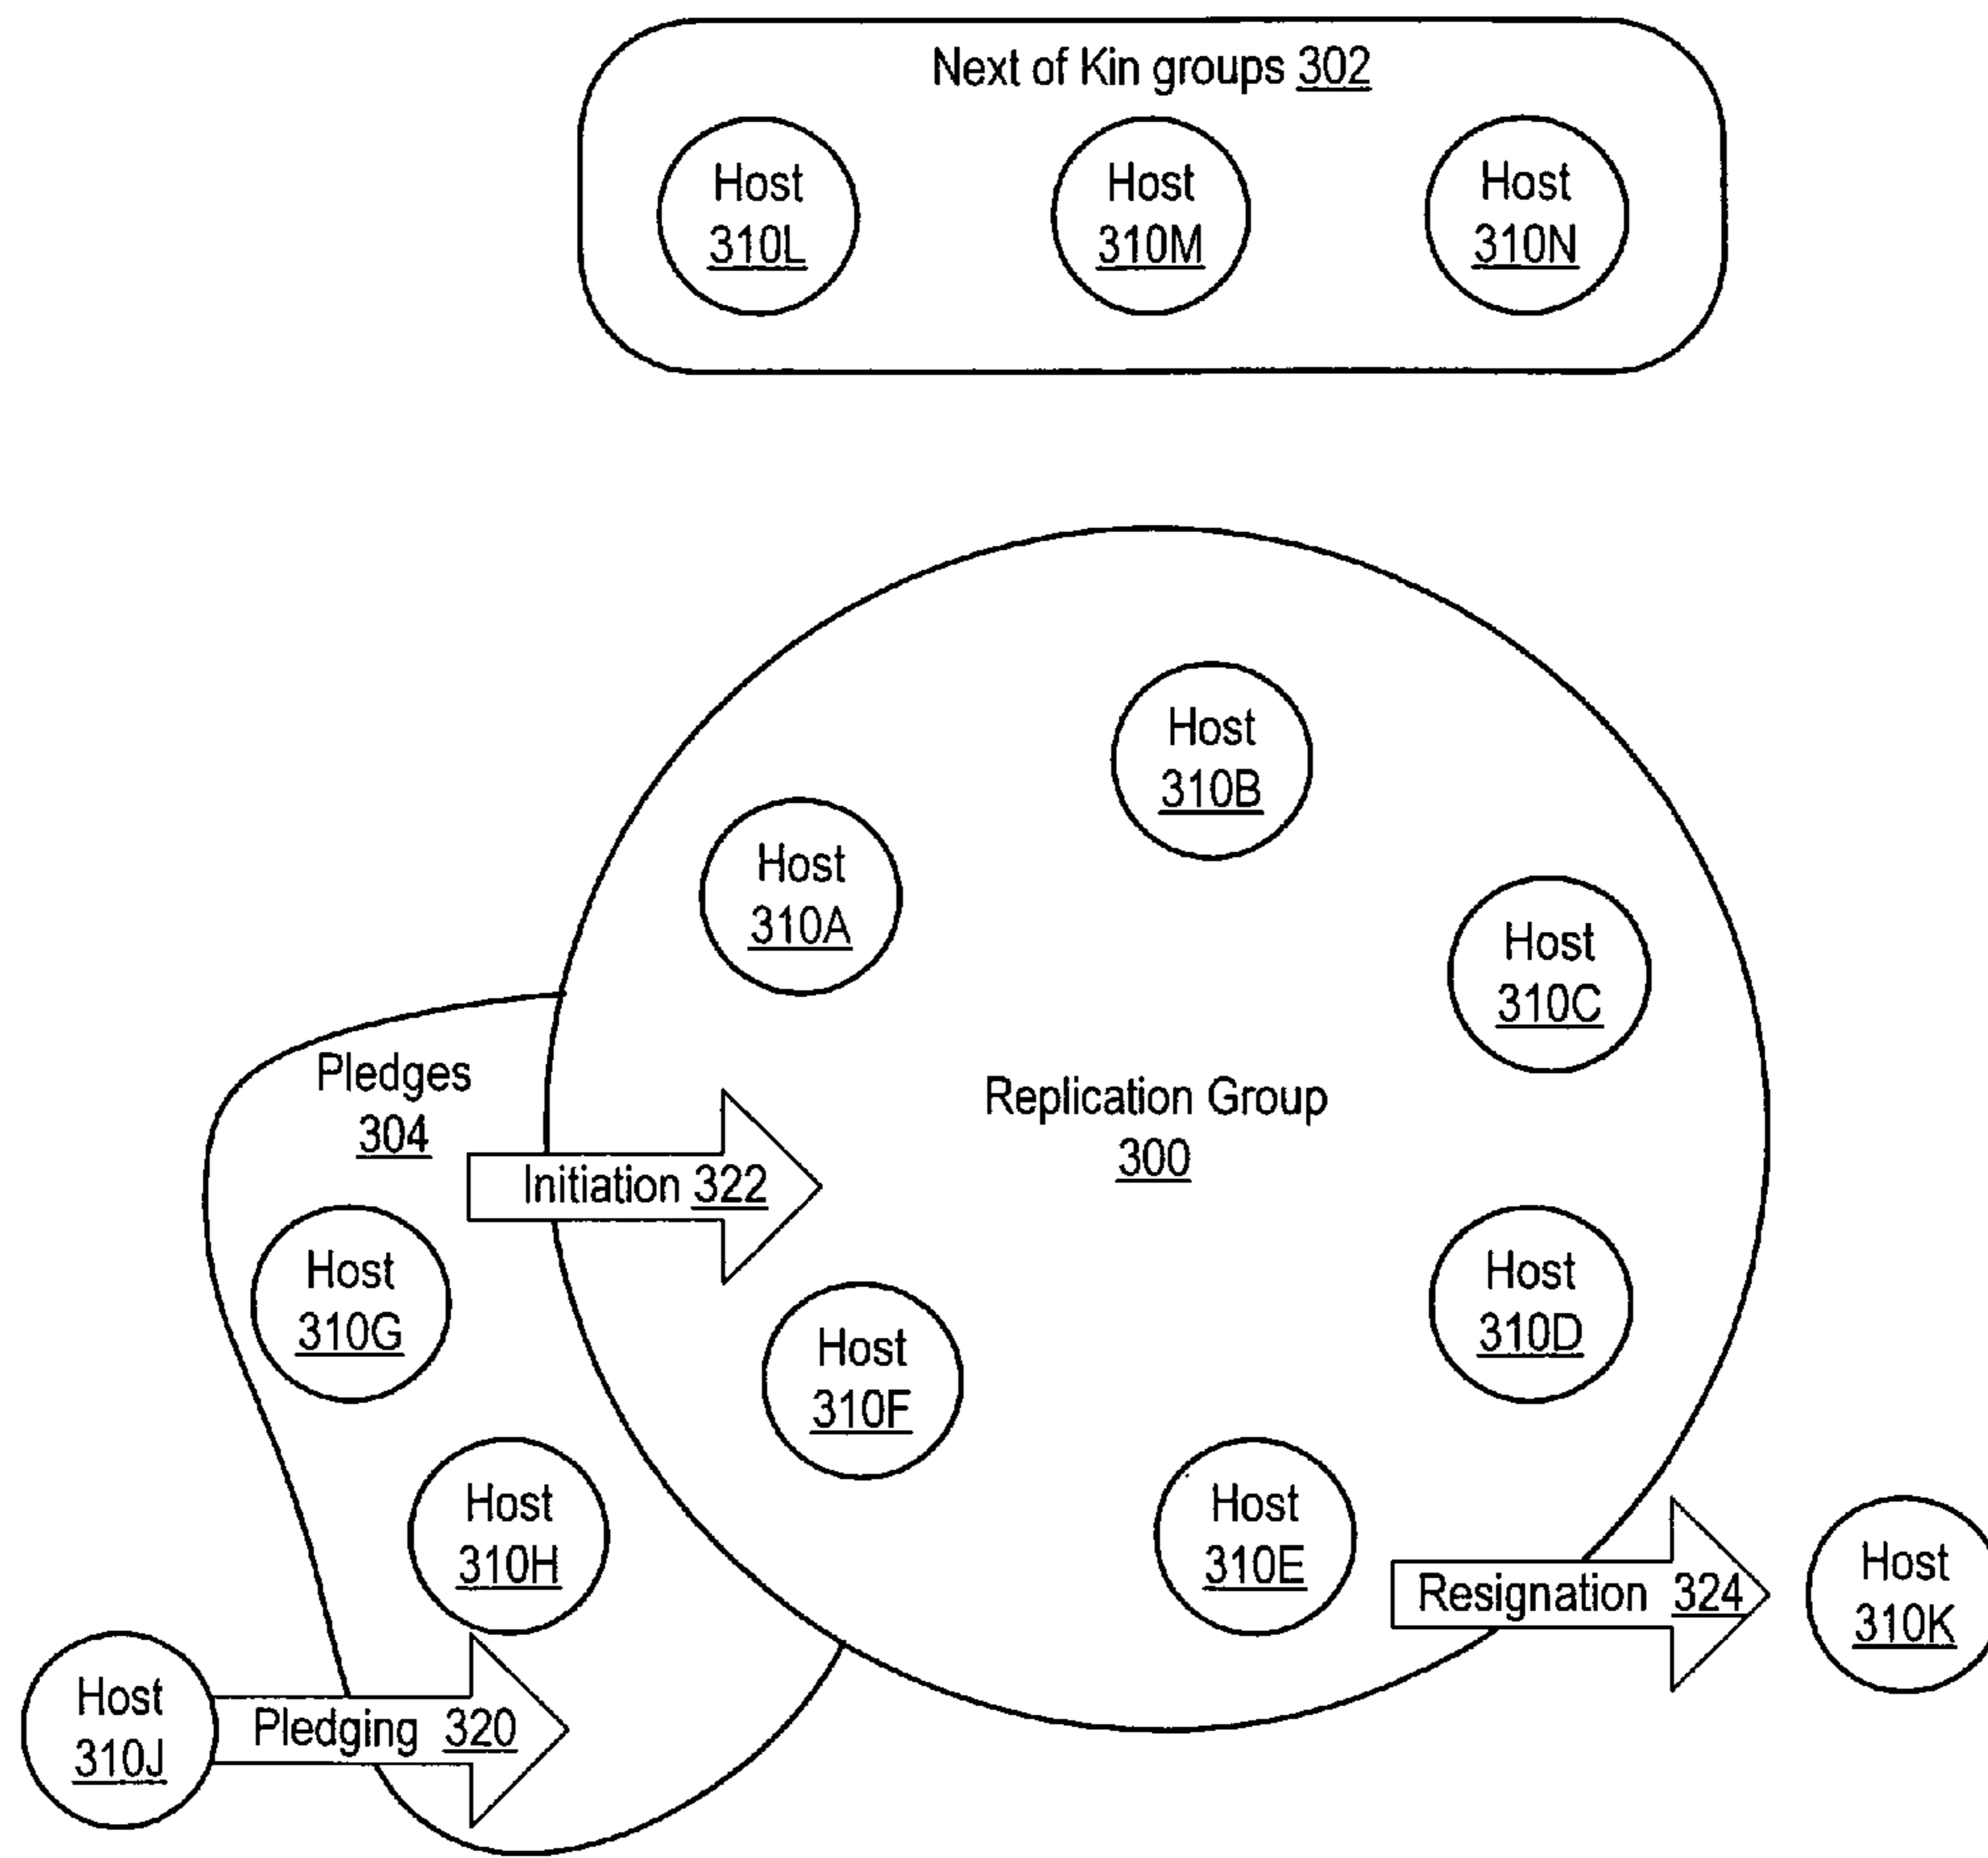 Next of Kin groups 302
Host
310L
Host
310M
Host
310N
Host
310B
Host
310A
Host
310C
Pledges
304
Replication Group
300
Initiation 322
Host
310G
Host
310D
Host
310F
Host
310H
Host
310E
Resignation 324
Host
310K
Host
310J
Pledging 320